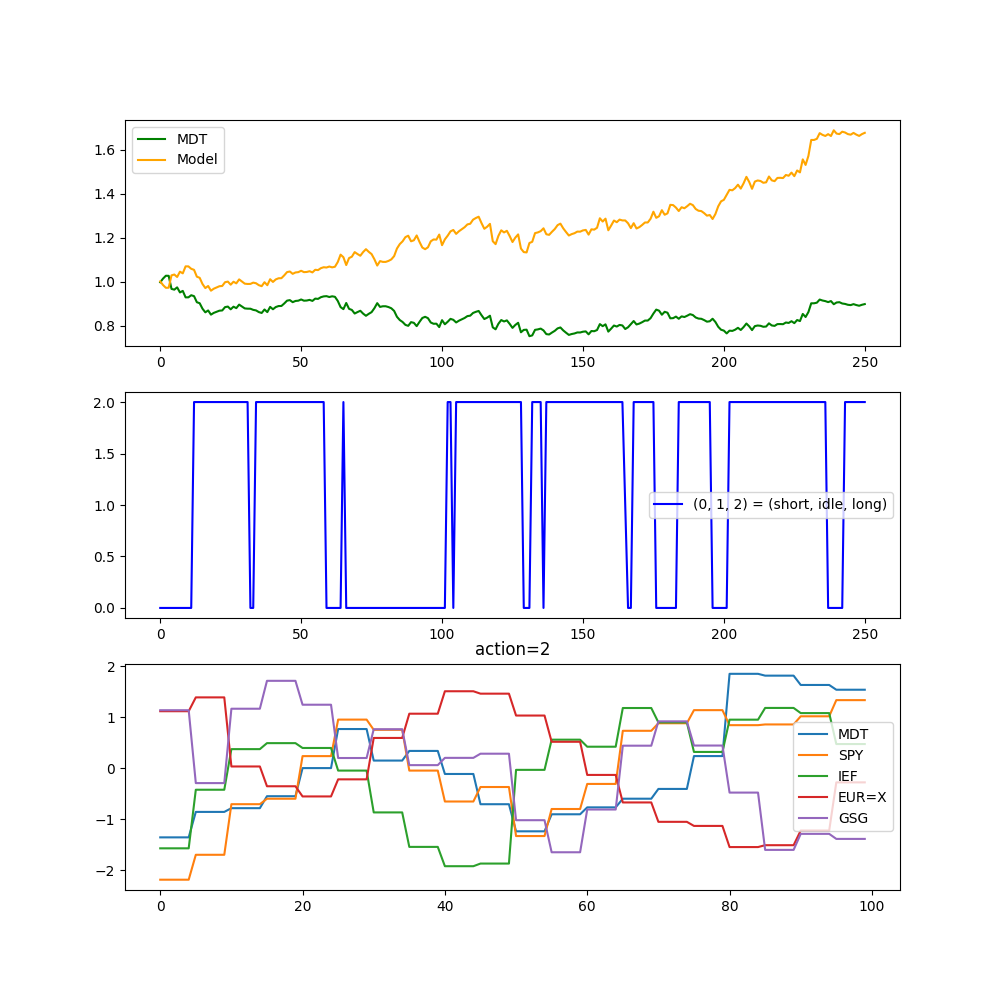 MDT
Model
1.6
1.4
1.2
1.0
0.8
0 50 100 150 200 250
2.0
1.5
1.0
0.5
0.0
(0, 1, 2) = (short, idle, long)
0 50 100 150 200 250
action=2
2
1
0
−1
−2
MDT
SPY
IEF
EUR=X
GSG
0 20 40 60 80 100